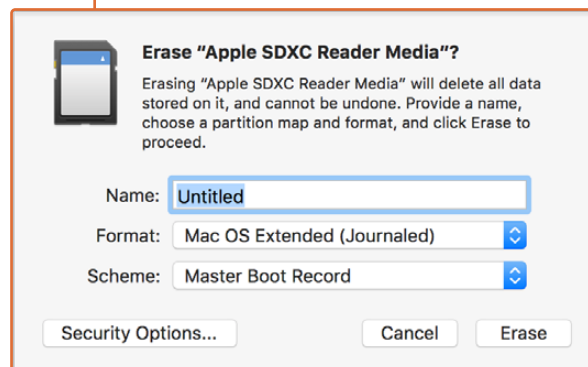 Erase “Apple SDXC Reader Media”?
Erasing “Apple SDXC Reader Media” will delete all data
stored on it, and cannot be undone. Provide a name,
choose a partition map and format, and click Erase to
proceed.
Name: Untitled
Format: Mac OS Extended (Journaled)
Scheme: Master Boot Record
Security Options... Cancel Erase